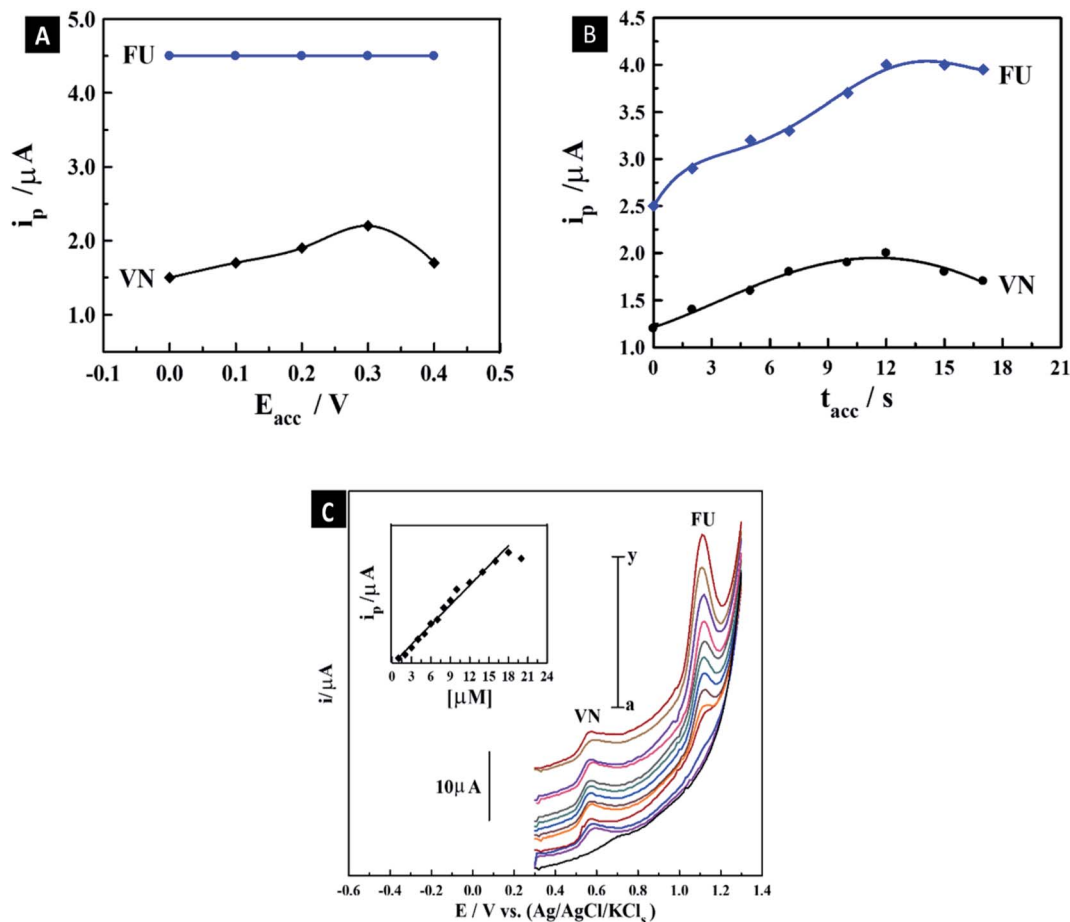 A
5.0
4.0
3.0
2.0
1.0
FU
VN
i_p /μA
-0.1 0.0 0.1 0.2 0.3 0.4 0.5
E_acc / V
B
4.5
4.0
3.5
3.0
2.5
2.0
1.5
1.0
FU
VN
i_p /μA
0 3 6 9 12 15 18 21
t_acc / s
C
i_p/μA
0 3 6 9 12 15 18 21 24
[μM]
FU
y
a
VN
10μA
i/μA
-0.6 -0.4 -0.2 0.0 0.2 0.4 0.6 0.8 1.0 1.2 1.4
E / V vs. (Ag/AgCl/KCl_s)